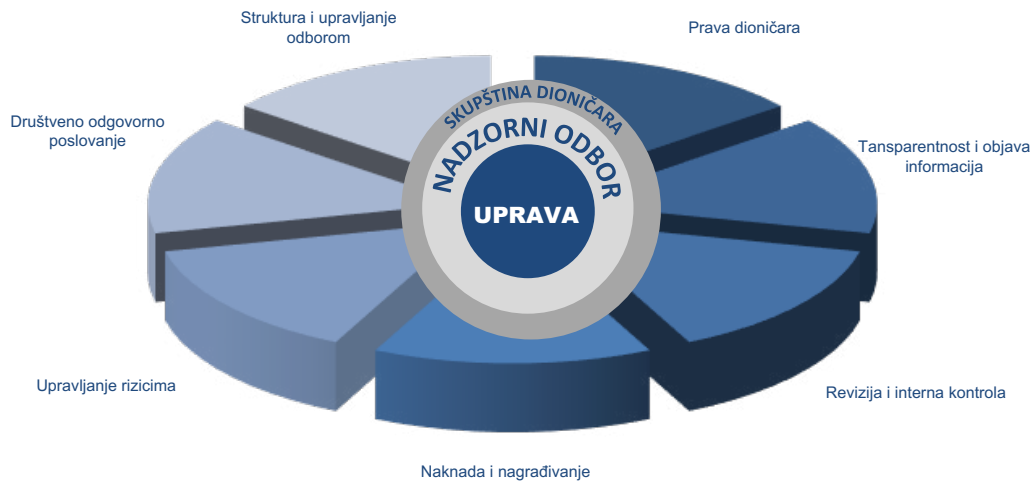 Struktura i upravljanje
odborom
Prava dioničara
Društveno odgovorno
poslovanje
Tansparentnost i objava
informacija
SKUPŠTINA DIONIČARA
NADZORNI ODBOR
UPRAVA
Upravljanje rizicima
Revizija i interna kontrola
Naknada i nagrađivanje